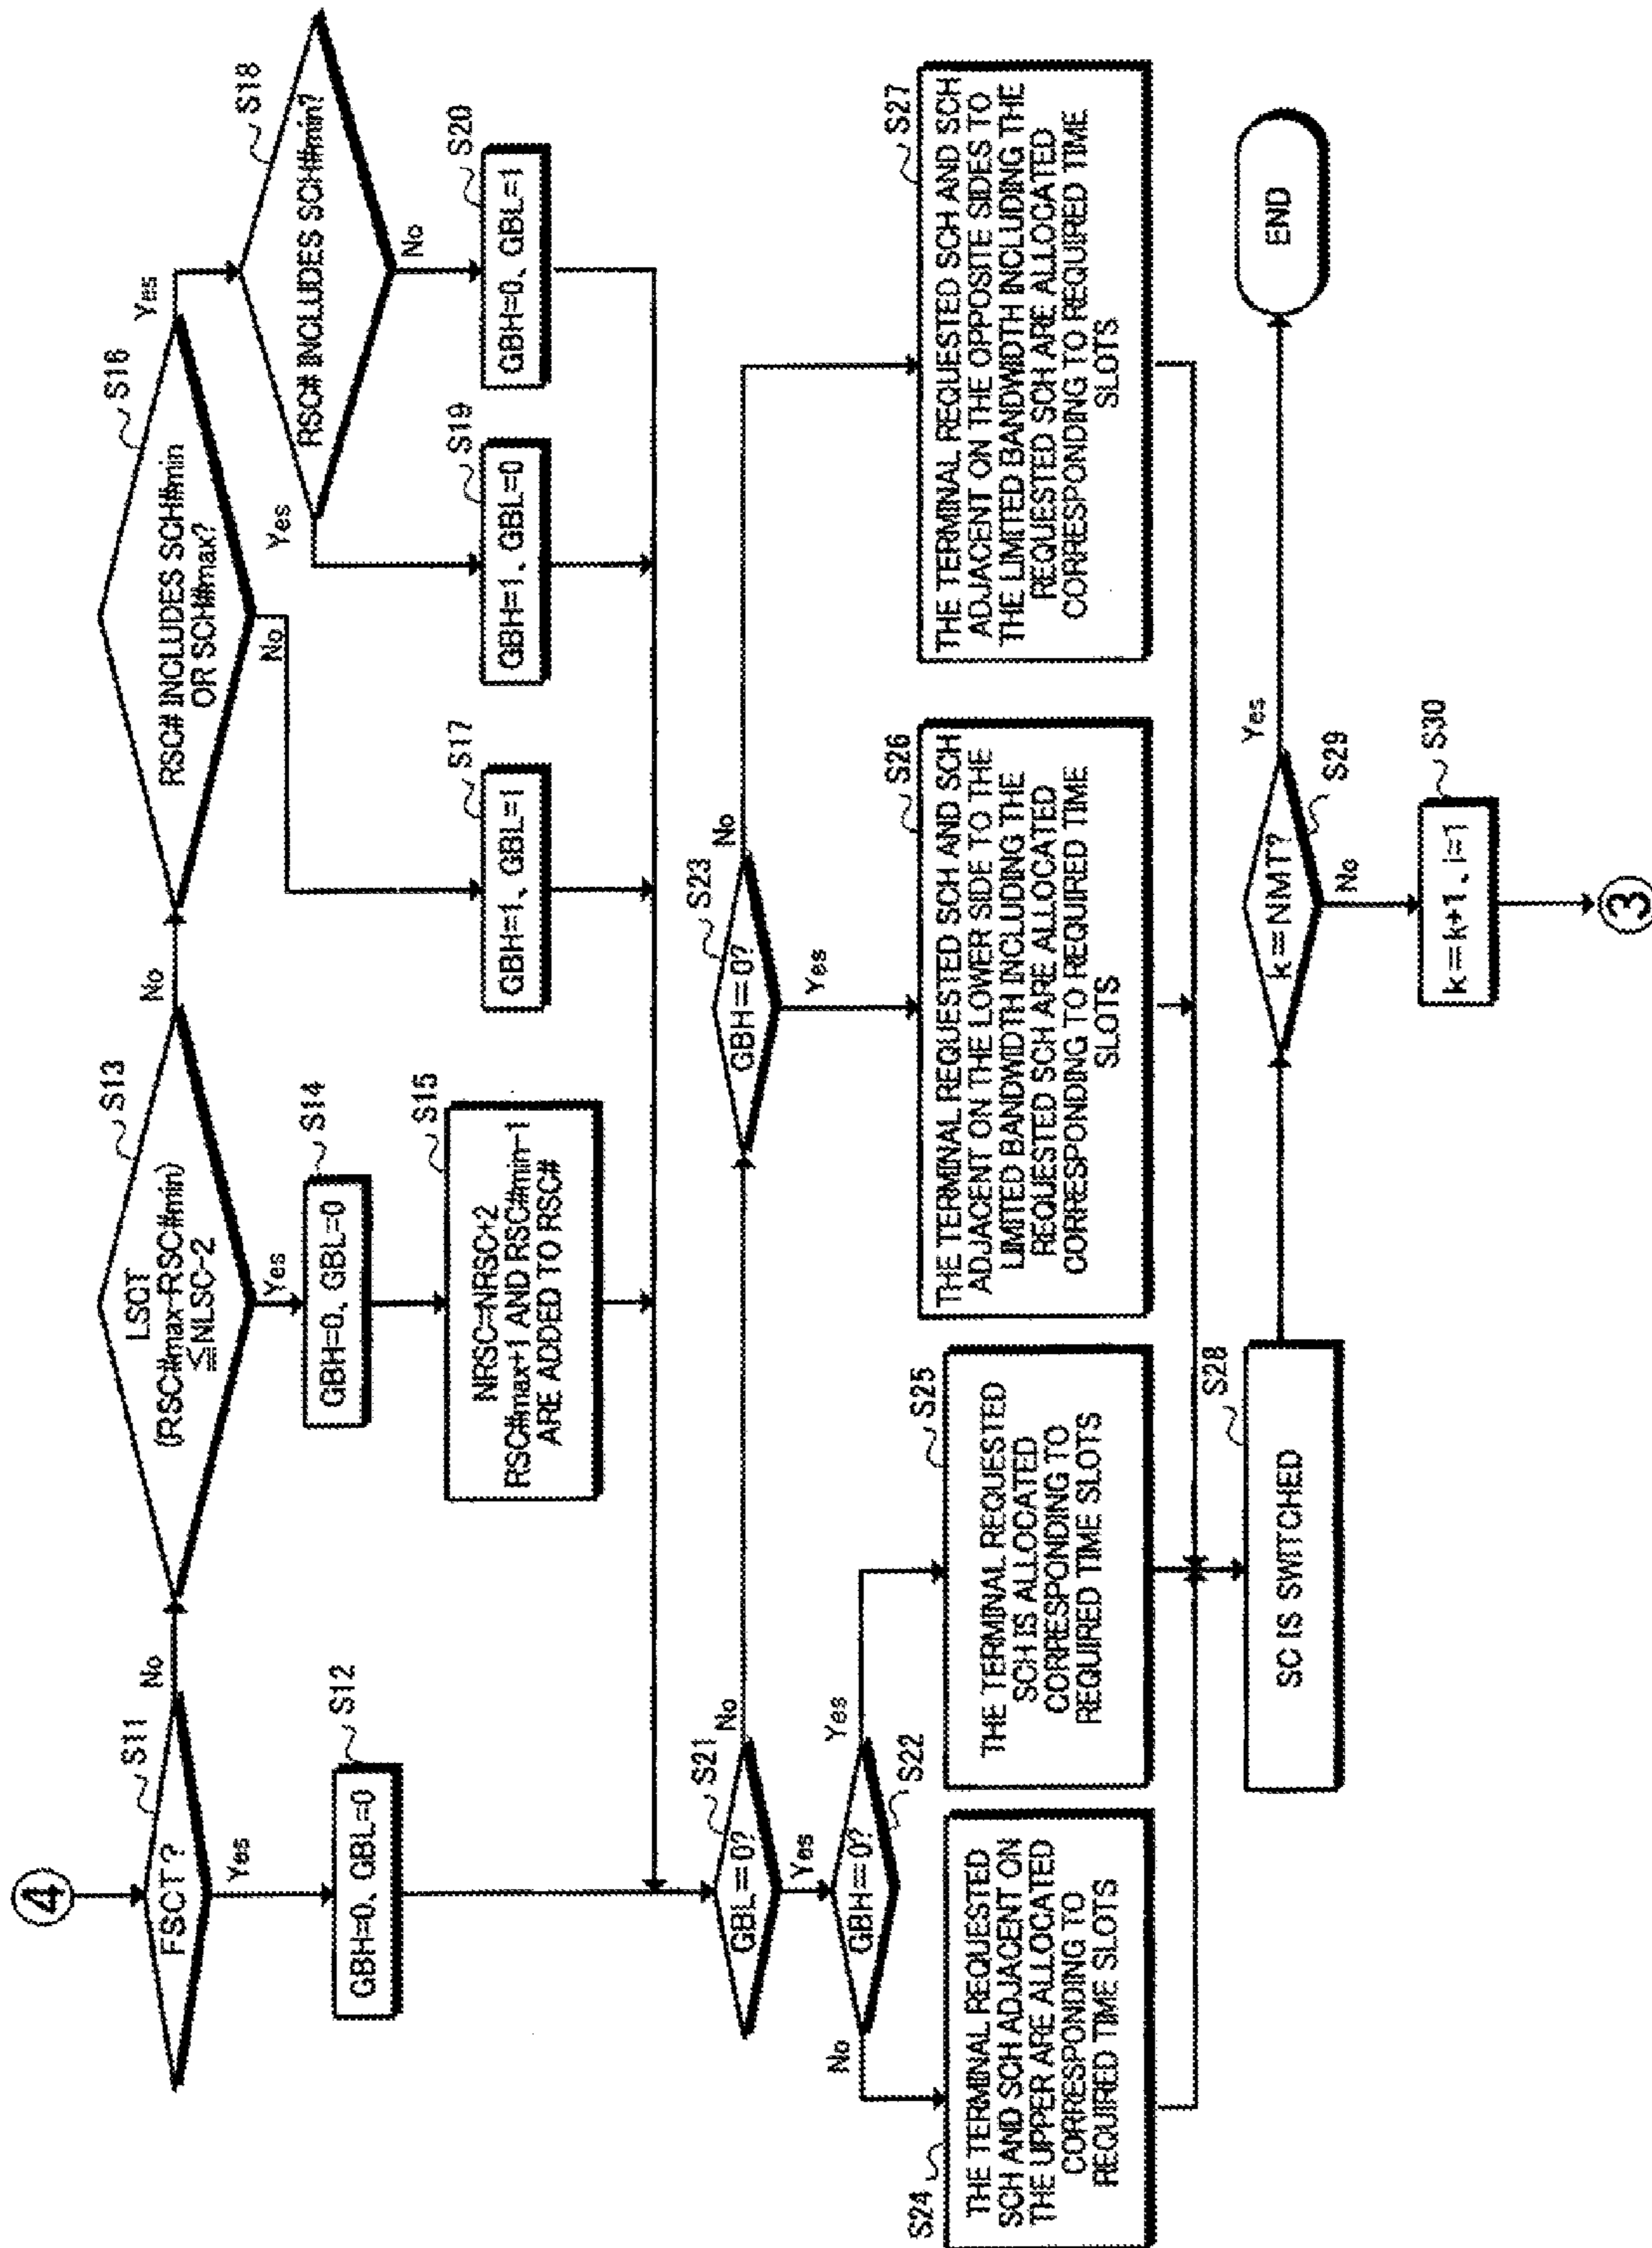 ④
FSCT?
S11
Yes
No
GBH=0、GBL=0
S12
LSCT
(RSC#max-RSC#min)
≦NLSC-2
S13
Yes
No
GBH=0、GBL=0
S14
NRSC=NRSC+2
RSC#max+1 AND RSC#min-1
ARE ADDED TO RSC#
S15
RSC# INCLUDES SCH#min
OR SCH#max?
S16
No
Yes
GBH=1、GBL=1
S17
RSC# INCLUDES SCH#min?
S18
Yes
No
GBH=1、GBL=0
S19
GBH=0、GBL=1
S20
GBL=0?
S21
Yes
No
GBH=0?
S22
No
Yes
GBH=0?
S23
Yes
No
S24
THE TERMINAL REQUESTED
SCH AND SCH ADJACENT ON
THE UPPER ARE ALLOCATED
CORRESPONDING TO
REQUIRED TIME SLOTS
S25
THE TERMINAL REQUESTED
SCH IS ALLOCATED
CORRESPONDING TO
REQUIRED TIME SLOTS
S26
THE TERMINAL REQUESTED SCH AND SCH
ADJACENT ON THE LOWER SIDE TO THE
LIMITED BANDWIDTH INCLUDING THE
REQUESTED SCH ARE ALLOCATED
CORRESPONDING TO REQUIRED TIME
SLOTS
S27
THE TERMINAL REQUESTED SCH AND SCH
ADJACENT ON THE OPPOSITE SIDES TO
THE LIMITED BANDWIDTH INCLUDING THE
REQUESTED SCH ARE ALLOCATED
CORRESPONDING TO REQUIRED TIME
SLOTS
S28
SC IS SWITCHED
k=NMT?
S29
Yes
No
END
k=k+1、i=1
S30
③